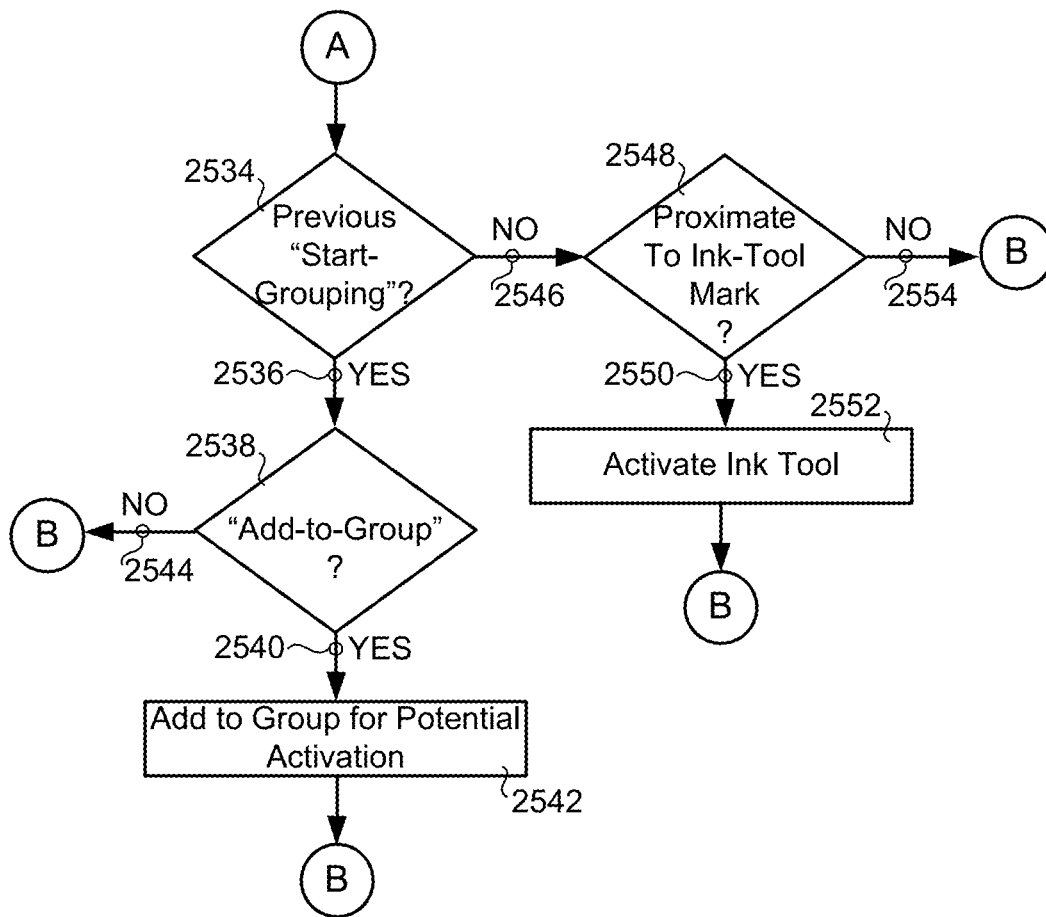 A
2534
Previous
“Start-
Grouping”?
NO
2546
2548
Proximate
To Ink-Tool
Mark
?
NO
2554
B
2536
YES
2550
YES
2552
Activate Ink Tool
B
2538
“Add-to-Group”
?
NO
2544
B
2540
YES
Add to Group for Potential
Activation
2542
B